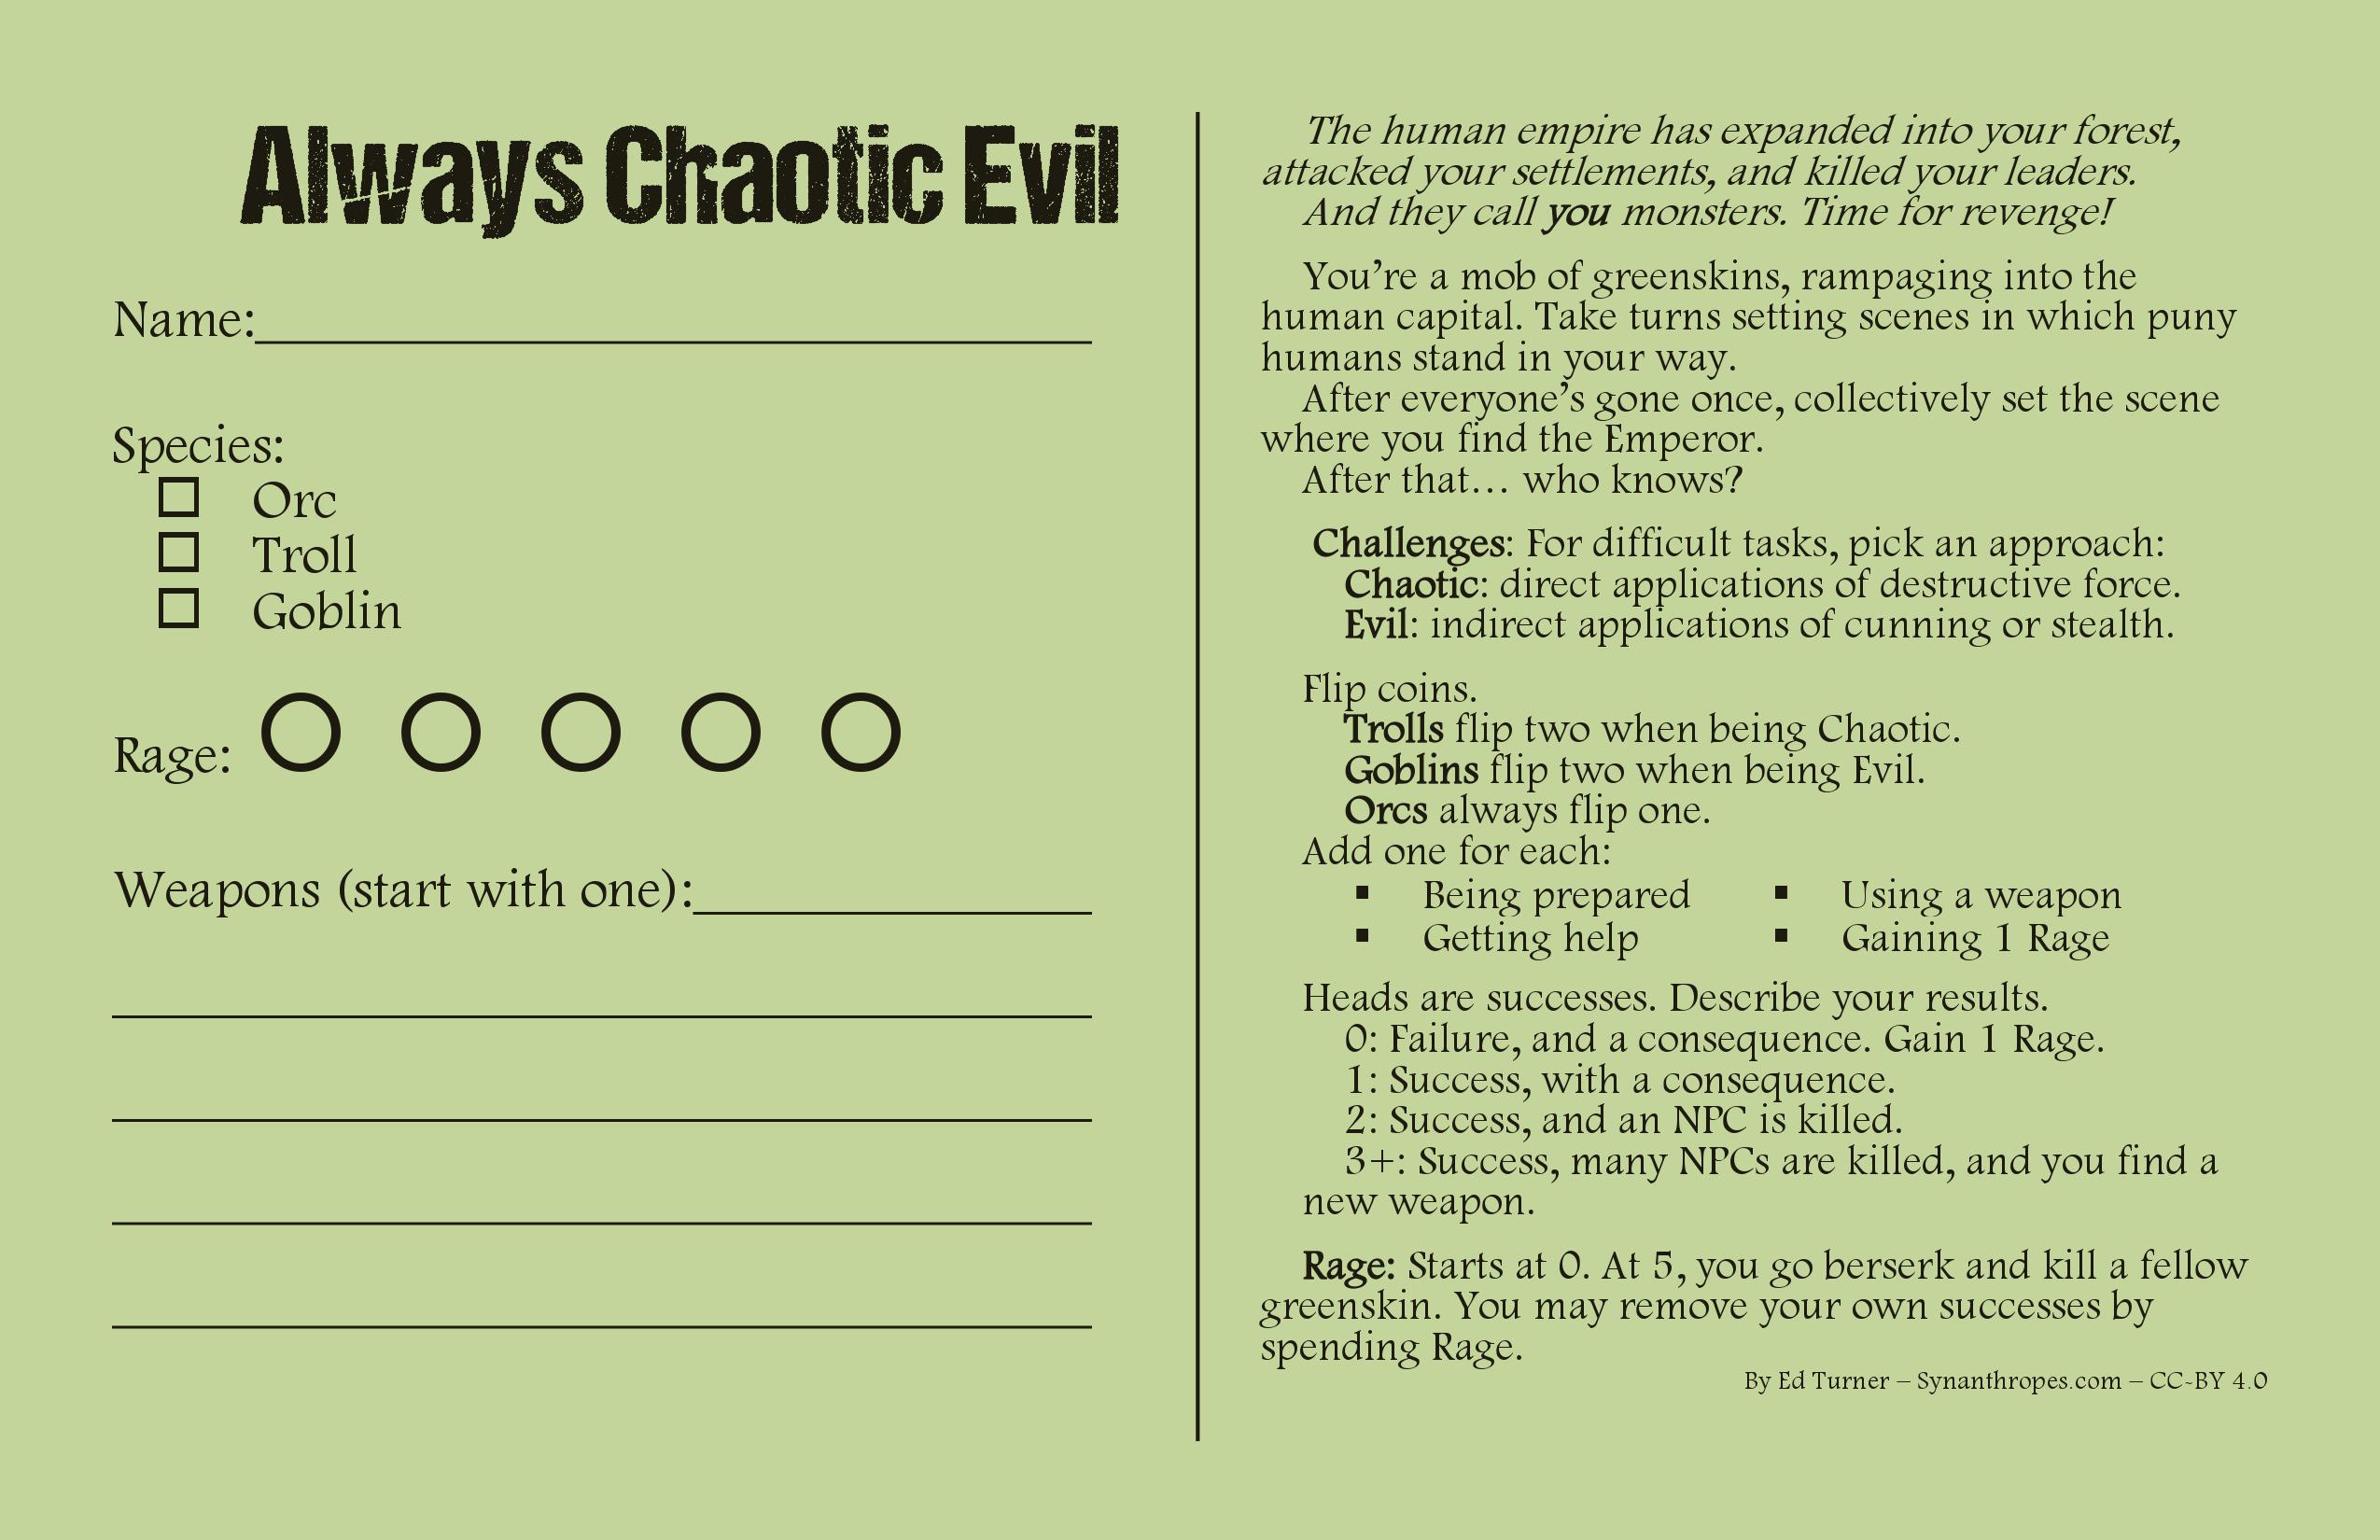 Always Chaotic Evil
Name:
Species:
Orc
Troll
Goblin
Rage:
Weapons (start with one):
The human empire has expanded into your forest,
attacked your settlements, and killed your leaders.
And they call you monsters. Time for revenge!
You’re a mob of greenskins, rampaging into the
human capital. Take turns setting scenes in which puny
humans stand in your way.
After everyone’s gone once, collectively set the scene
where you find the Emperor.
After that… who knows?
Challenges: For difficult tasks, pick an approach:
Chaotic: direct applications of destructive force.
Evil: indirect applications of cunning or stealth.
Flip coins.
Trolls flip two when being Chaotic.
Goblins flip two when being Evil.
Orcs always flip one.
Add one for each:
▪ Being prepared ▪ Using a weapon
▪ Getting help ▪ Gaining 1 Rage
Heads are successes. Describe your results.
0: Failure, and a consequence. Gain 1 Rage.
1: Success, with a consequence.
2: Success, and an NPC is killed.
3+: Success, many NPCs are killed, and you find a
new weapon.
Rage: Starts at 0. At 5, you go berserk and kill a fellow
greenskin. You may remove your own successes by
spending Rage.
By Ed Turner – Synanthropes.com – CC-BY 4.0